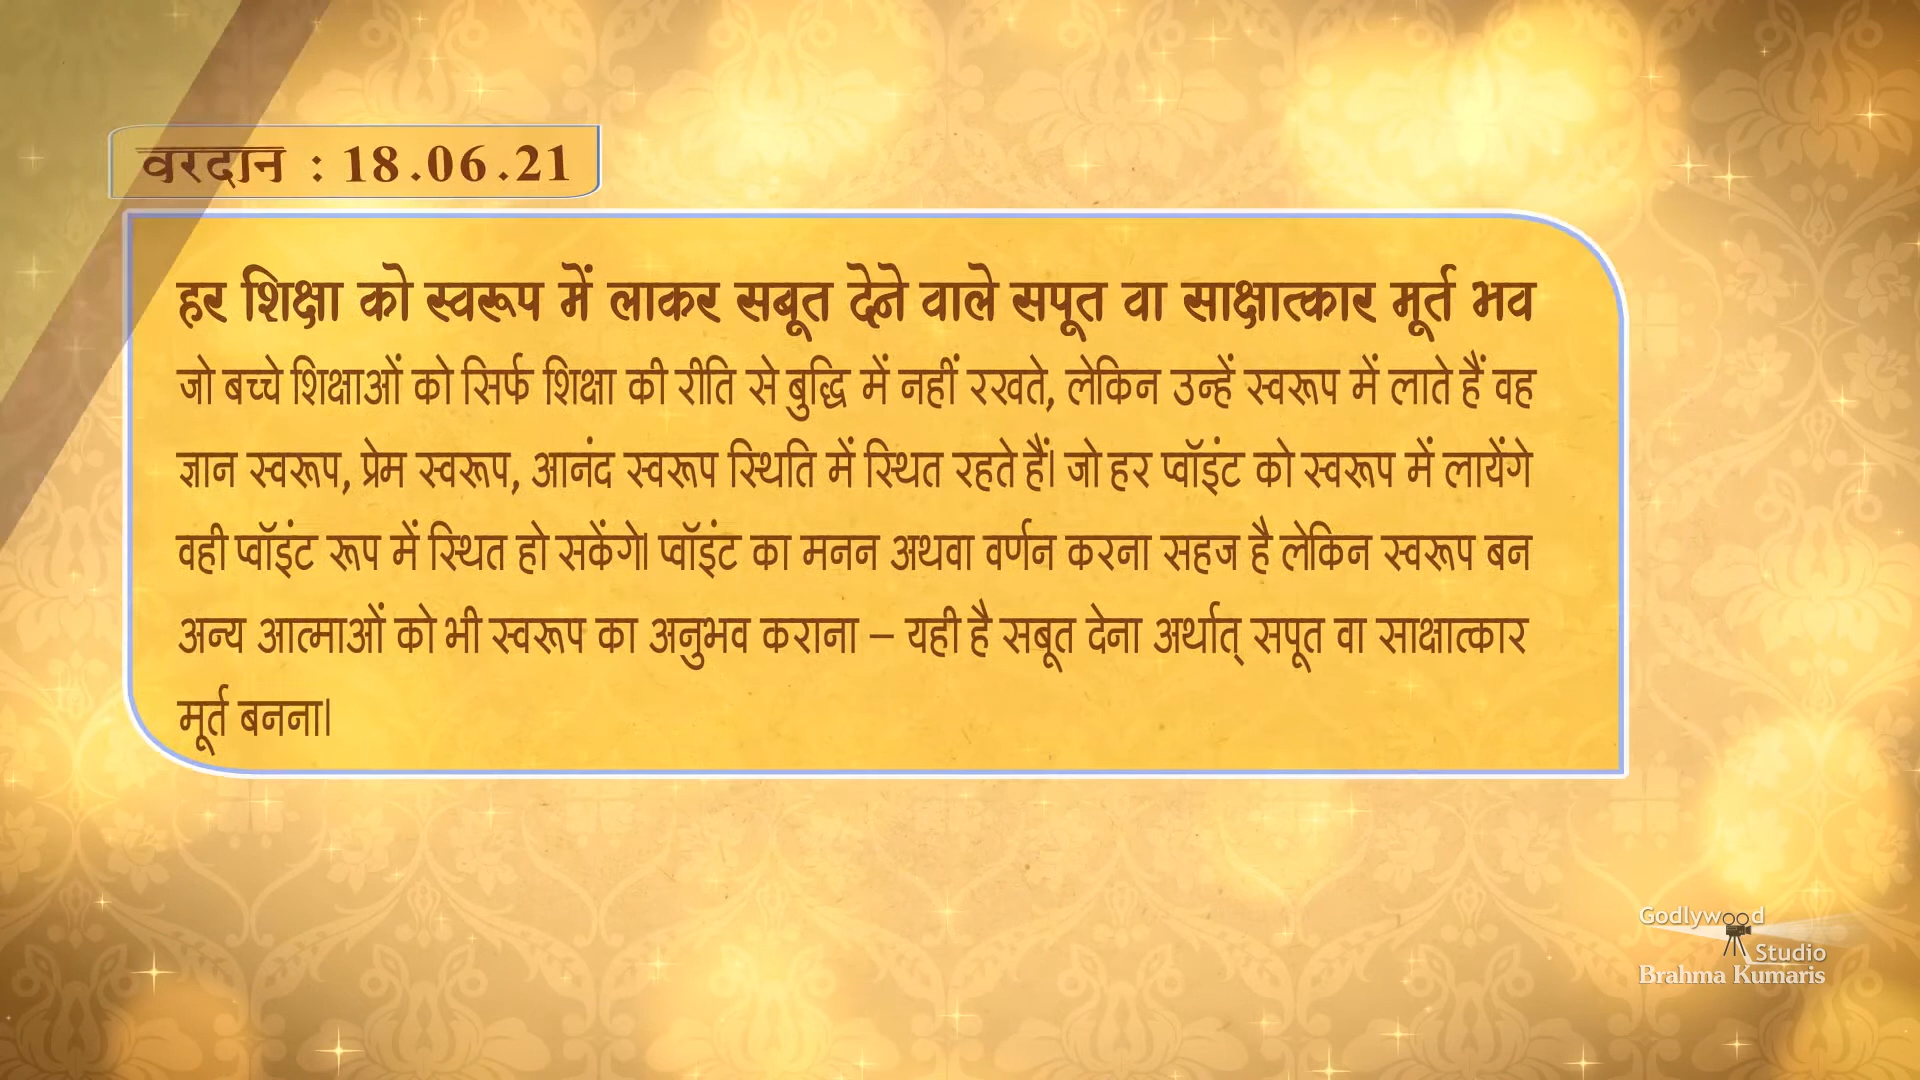 वरदान : 18.06.21
हर शिक्षा को स्वरूप में लाकर सबूत देने वाले सपूत वा साक्षात्कार मूर्त भव
जो बच्चे शिक्षाओं को सिर्फ शिक्षा की रीति से बुद्धि में नहीं रखते, लेकिन उन्हें स्वरूप में लाते हैं वह
ज्ञान स्वरूप, प्रेम स्वरूप, आनंद स्वरूप स्थिति में स्थित रहते हैं। जो हर प्वॉइंट को स्वरूप में लायेंगे
वही प्वॉइंट रूप में स्थित हो सकेंगे। प्वॉइंट का मनन अथवा वर्णन करना सहज है लेकिन स्वरूप बन
अन्य आत्माओं को भी स्वरूप का अनुभव कराना – यही है सबूत देना अर्थात् सपूत वा साक्षात्कार
मूर्त बनना।
Godlywood
Studio
Brahma Kumaris